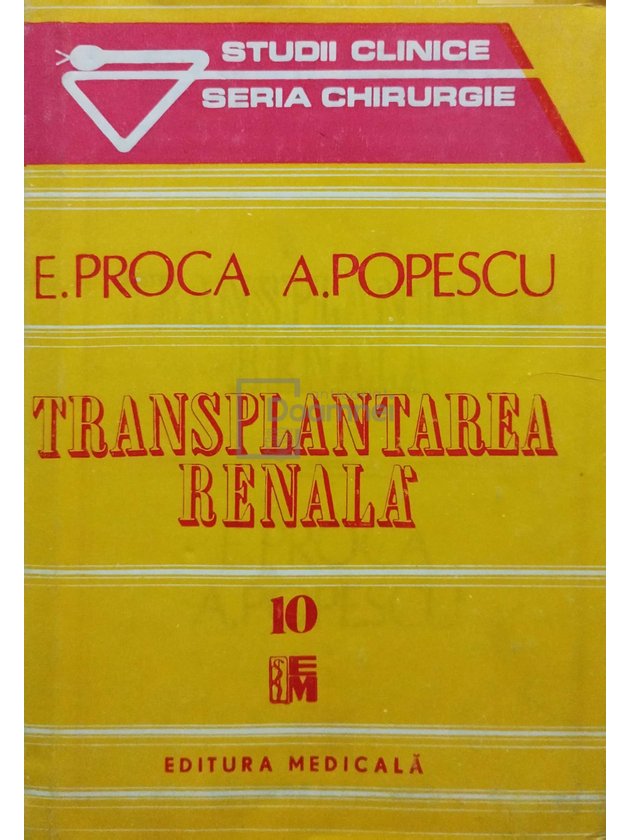 STUDII CLINICE
SERIA CHIRURGIE
E.PROCA A.POPESCU
TRANSPLANTAREA
RENALĂ
10
EM
EDITURA MEDICALĂ